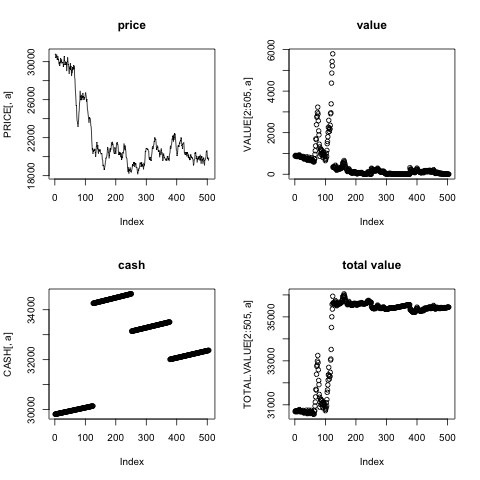 price
PRICE[, a]
30000
26000
22000
18000
0 100 200 300 400 500
Index
value
VALUE[2:505, a]
6000
4000
2000
0
0 100 200 300 400 500
Index
cash
CASH[, a]
34000
32000
30000
0 100 200 300 400 500
Index
total value
TOTAL.VALUE[2:505, a]
35000
33000
31000
0 100 200 300 400 500
Index